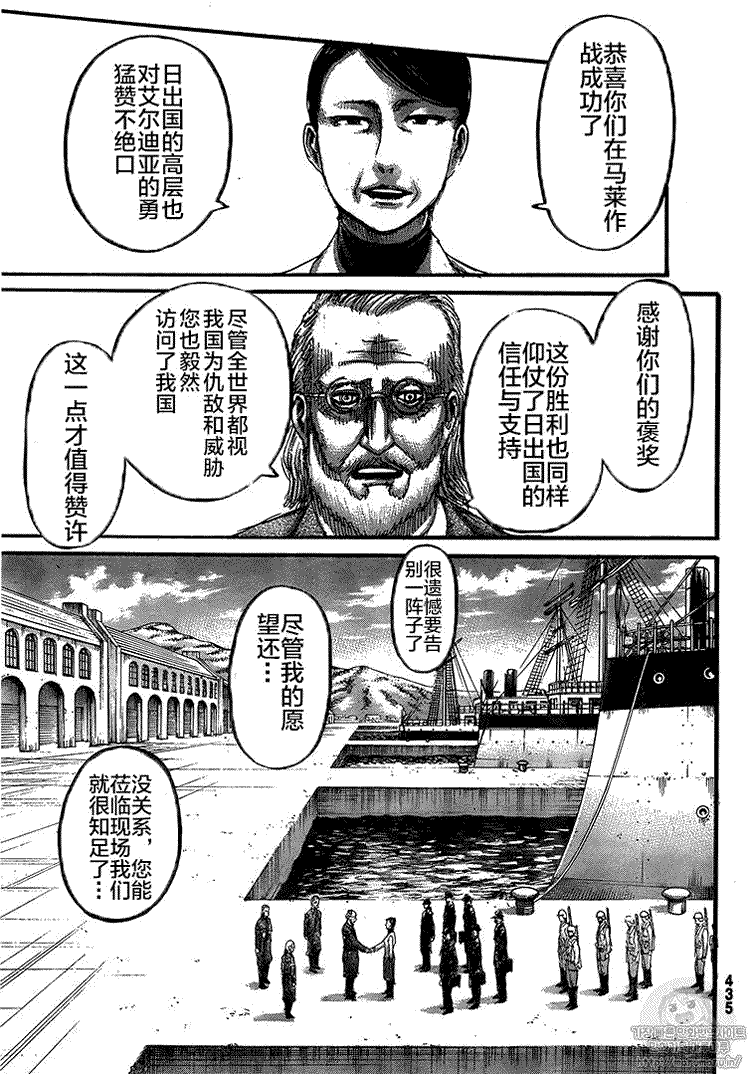 恭喜你们在马莱作
战成功了
日出国的高层也
对艾尔迪亚的勇
猛赞不绝口
感谢你们的褒奖
这份胜利也同样
仰仗了日出国的
信任与支持
尽管全世界都视
我国为仇敌和威胁
您也毅然
访问了我国
这一点才值得赞许
很遗憾要告
别一阵子了
尽管我的愿
望还…
没关系，您能
莅临现场我们
就很知足了…
435